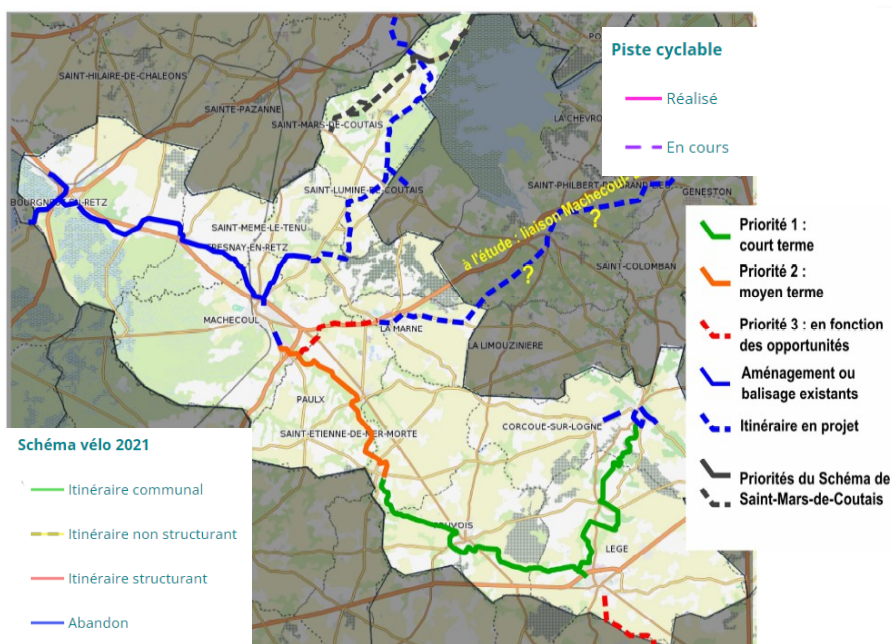 Piste cyclable
Réalisé
En cours
SAINT-HILAIRE-DE-CHALEONS
SAINTE-PAZANNE
SAINT-MARS-DE-COUTAIS
LA CHEVRO
SAINT-LUMINE-DE-COUTAIS
SAINT-PHILBERT-DE-GRAND-LIEU
GENESTON
BOURGNEUF-EN-RETZ
SAINT-MEME-LE-TENU
FRESNAY-EN-RETZ
à l'étude : liaison Machecoul-
?
?
SAINT-COLOMBAN
MACHECOUL
LA MARNE
LA LIMOUZINIERE
PAULX
SAINT-ETIENNE-DE-MER-MORTE
CORCOUE-SUR-LOGNE
TOUVOIS
LEGE
Priorité 1 :
court terme
Priorité 2 :
moyen terme
Priorité 3 : en fonction
des opportunités
Aménagement ou
balisage existants
Itinéraire en projet
Priorités du Schéma de
Saint-Mars-de-Coutais
Schéma vélo 2021
Itinéraire communal
Itinéraire non structurant
Itinéraire structurant
Abandon